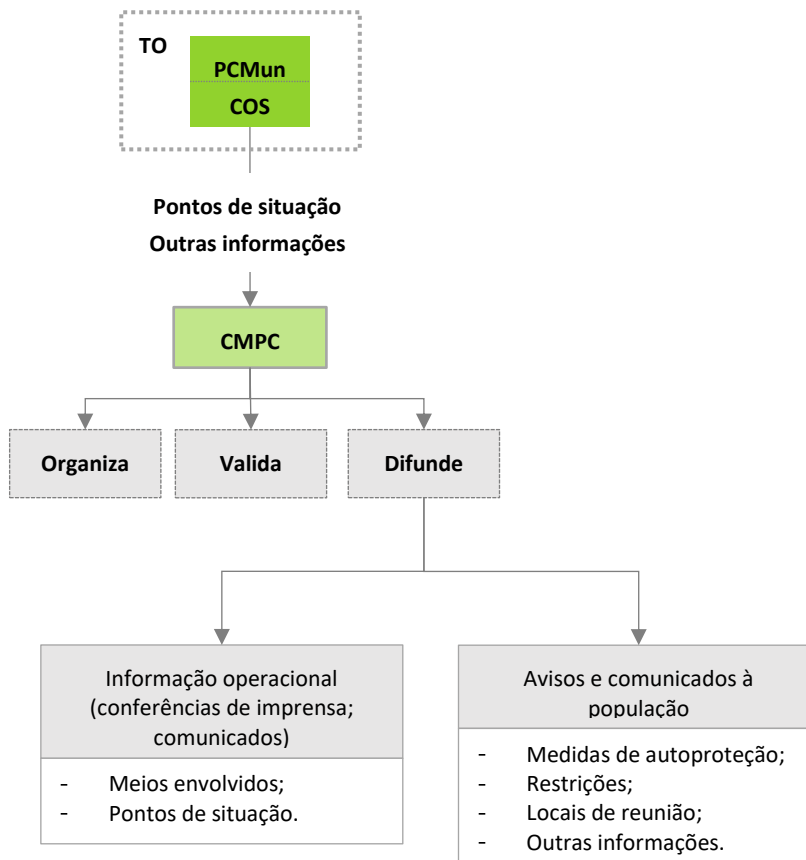 TO
PCMun
COS
Pontos de situação
Outras informações
CMPC
Organiza
Valida
Difunde
Informação operacional
(conferências de imprensa;
comunicados)
- Meios envolvidos;
- Pontos de situação.
Avisos e comunicados à
população
- Medidas de autoproteção;
- Restrições;
- Locais de reunião;
- Outras informações.